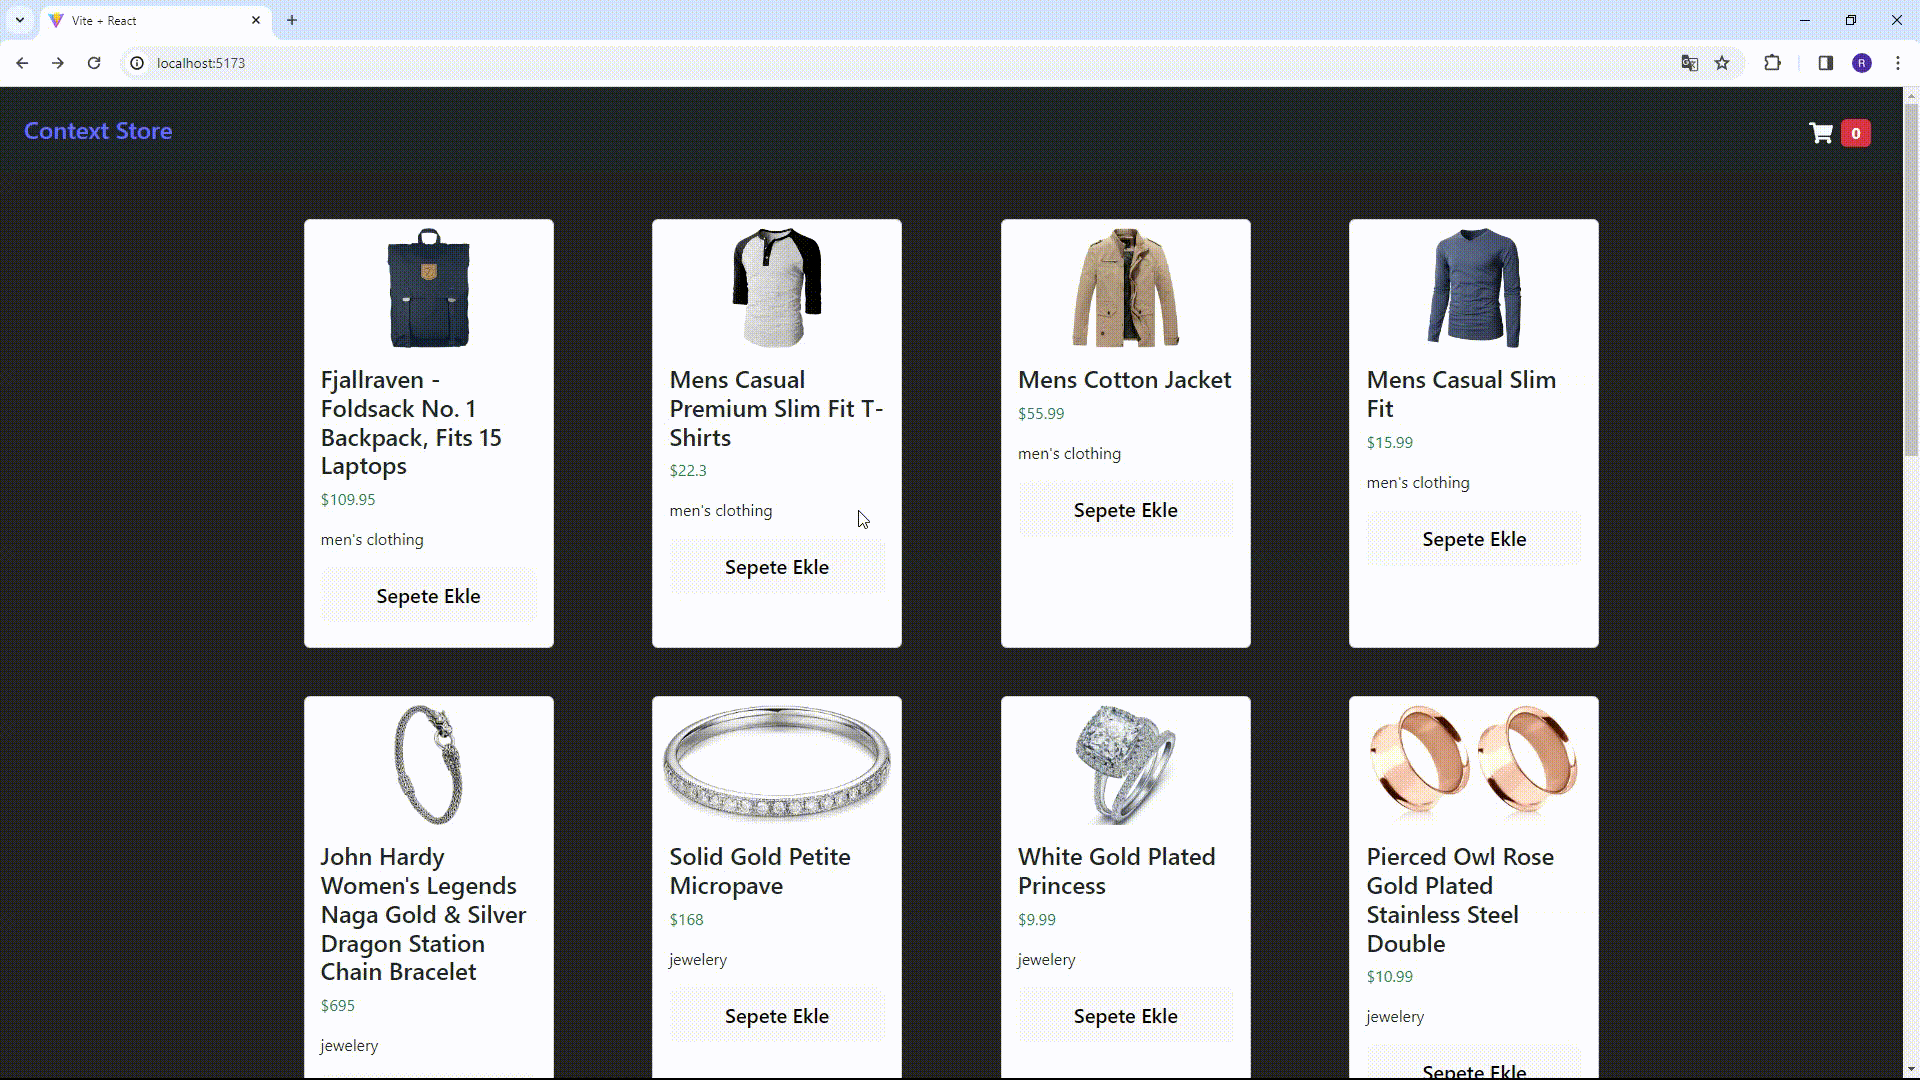 Vite + React
localhost:5173
R
Context Store
0
Fjallraven -
Foldsack No. 1
Backpack, Fits 15
Laptops
$109.95
men's clothing
Sepete Ekle
Mens Casual
Premium Slim Fit T-
Shirts
$22.3
men's clothing
Sepete Ekle
Mens Cotton Jacket
$55.99
men's clothing
Sepete Ekle
Mens Casual Slim
Fit
$15.99
men's clothing
Sepete Ekle
John Hardy
Women's Legends
Naga Gold & Silver
Dragon Station
Chain Bracelet
$695
jewelery
Solid Gold Petite
Micropave
$168
jewelery
Sepete Ekle
White Gold Plated
Princess
$9.99
jewelery
Sepete Ekle
Pierced Owl Rose
Gold Plated
Stainless Steel
Double
$10.99
jewelery
Sepete Ekle